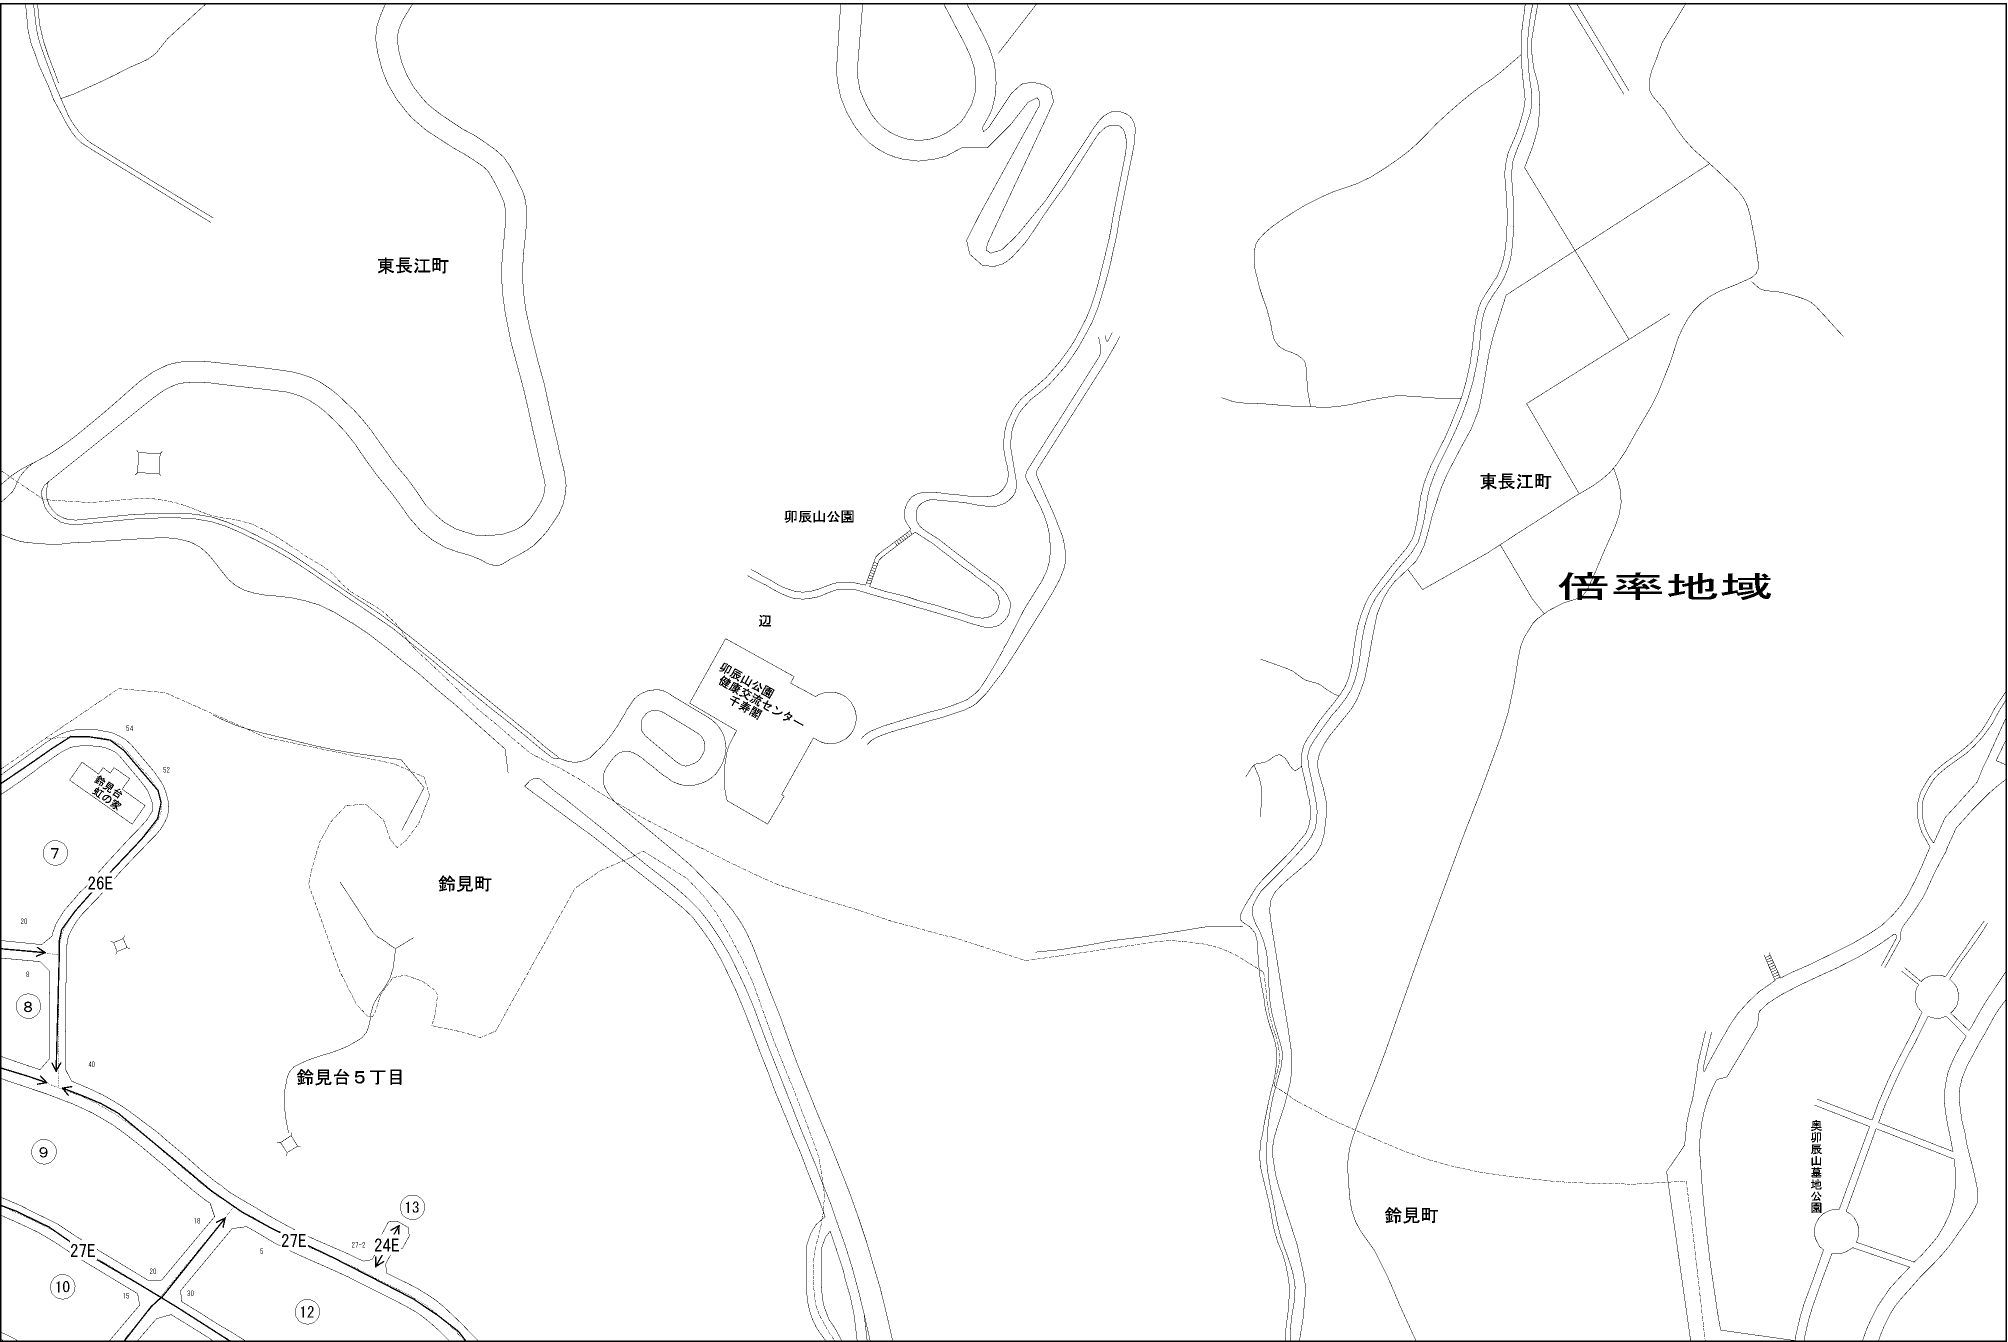 東長江町
東長江町
卯辰山公園
倍率地域
辺
卯辰山公園
健康交流センター
千寿閣
54
52
鈴見台
虹の家
7
26E
鈴見町
20
8
8
40
鈴見台５丁目
9
奥卯辰山墓地公園
13
18
鈴見町
27E
27-2
24E
27E
5
20
10
30
15
12